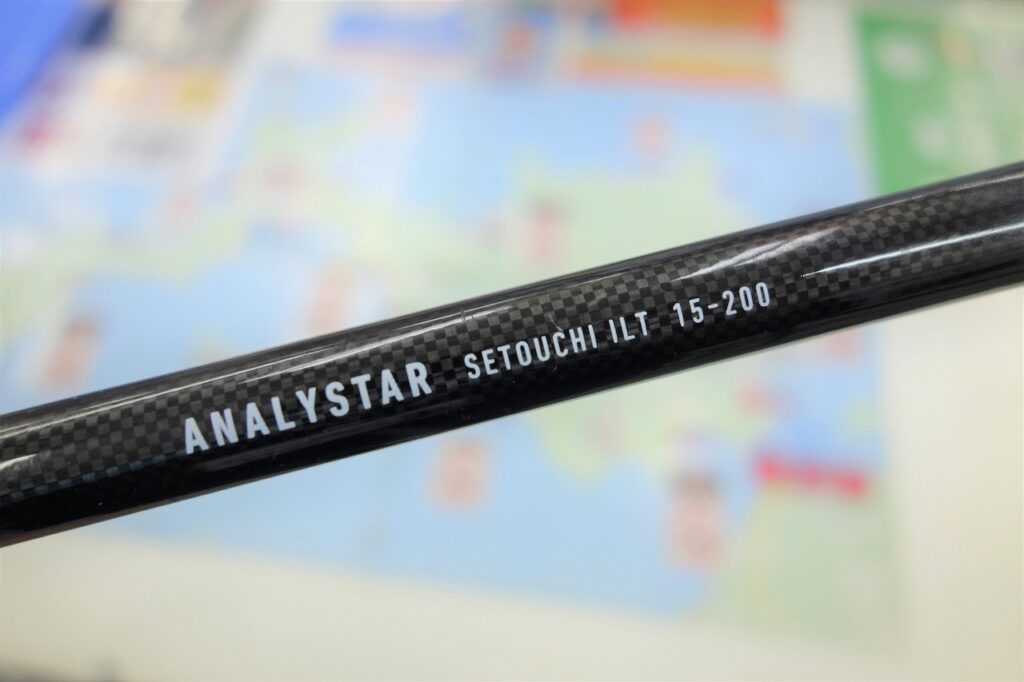 ANALYSTAR SETOUCHI ILT 15-200